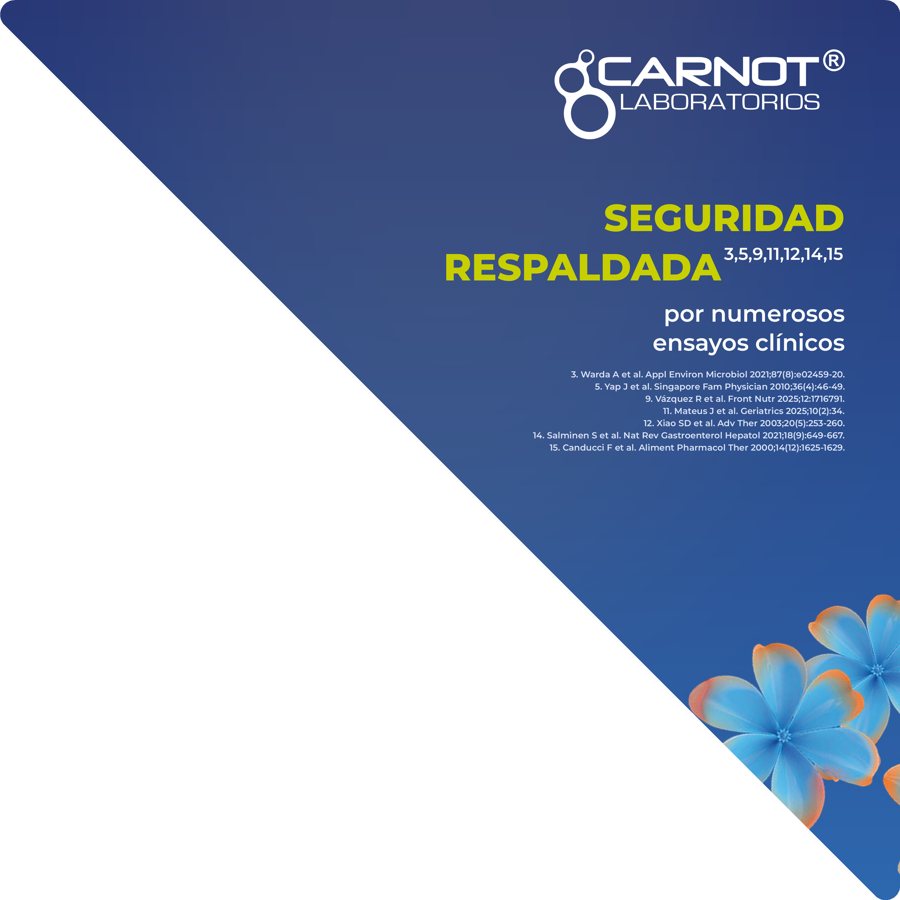 CARNOT®
LABORATORIOS
SEGURIDAD
RESPALDADA 3,5,9,11,12,14,15
por numerosos
ensayos clínicos
3. Warda A et al. Appl Environ Microbiol 2021;87(8):e02459-20.
5. Yap J et al. Singapore Fam Physician 2010;36(4):46-49.
9. Vázquez R et al. Front Nutr 2025;12:1716791.
11. Mateus J et al. Geriatrics 2025;10(2):34.
12. Xiao SD et al. Adv Ther 2003;20(5):253-260.
14. Salminen S et al. Nat Rev Gastroenterol Hepatol 2021;18(9):649-667.
15. Canducci F et al. Aliment Pharmacol Ther 2000;14(12):1625-1629.